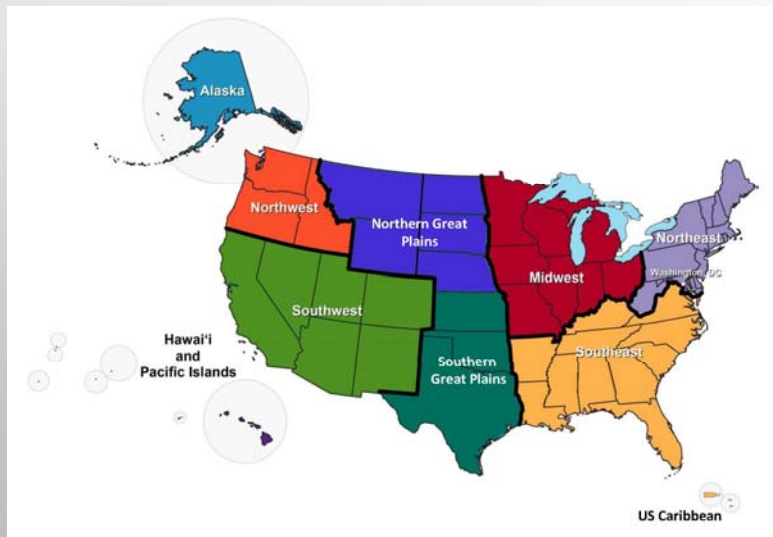 Alaska
Northwest
Northern Great
Plains
Midwest
Northeast
Washington, DC
Southwest
Hawai'i
and
Pacific Islands
Southern
Great Plains
Southeast
US Caribbean